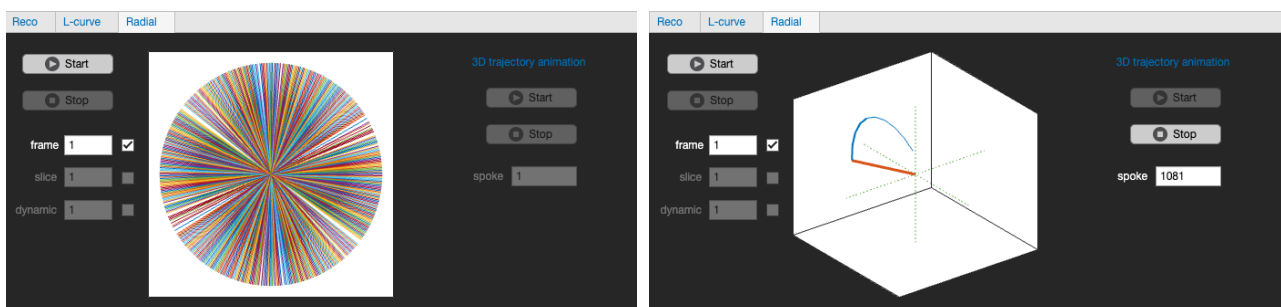 Reco L-curve Radial
Start
Stop
frame 1
slice 1
dynamic 1
3D trajectory animation
Start
Stop
spoke 1
Reco L-curve Radial
Start
Stop
frame 1
slice 1
dynamic 1
3D trajectory animation
Start
Stop
spoke 1081